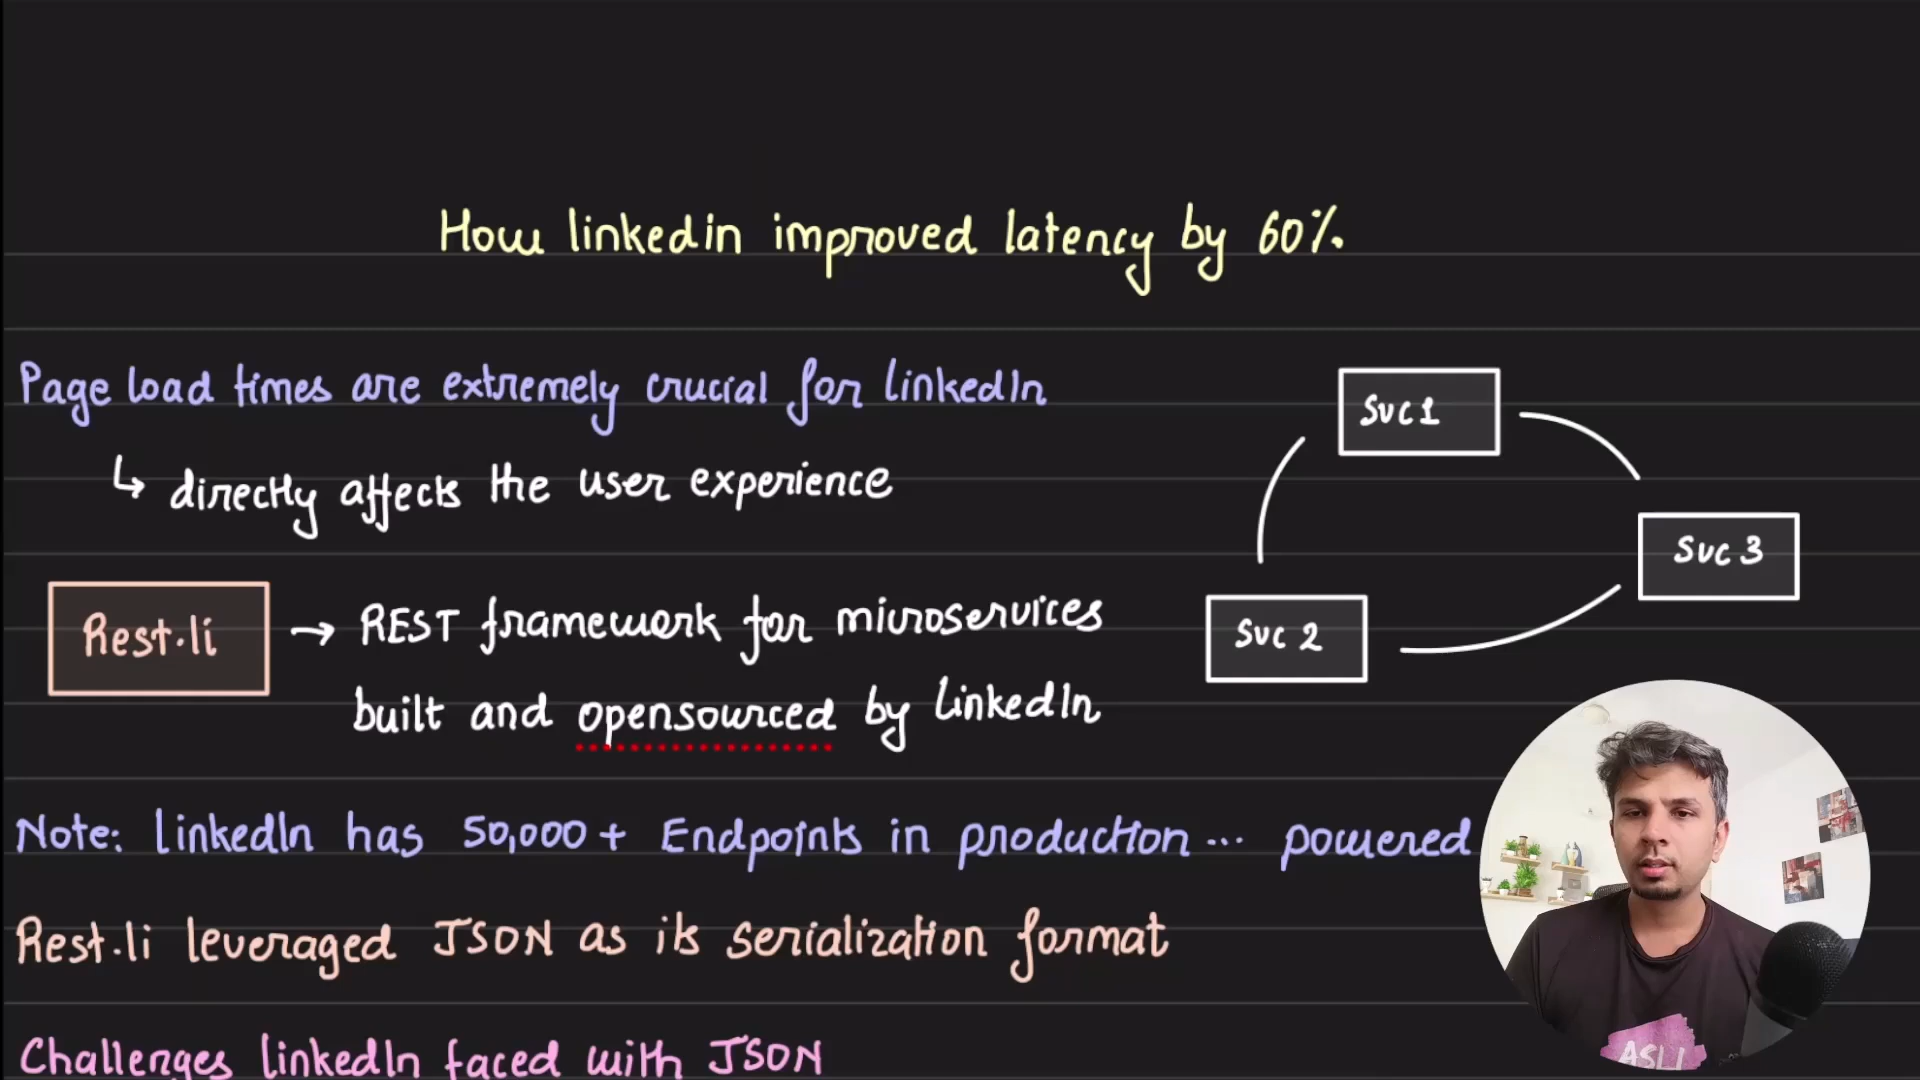 How linkedin improved latency by 60%.
Page load times are extremely crucial for linkedIn
↳ directly affects the user experience
Svc 1
Svc 3
Svc 2
Rest.li → REST framework for microservices
built and opensourced by LinkedIn
Note: linkedIn has 50,000+ Endpoints in production... powered
Rest.li leveraged JSON as its serialization format
Challenges linkedIn faced with JSON
ASLI